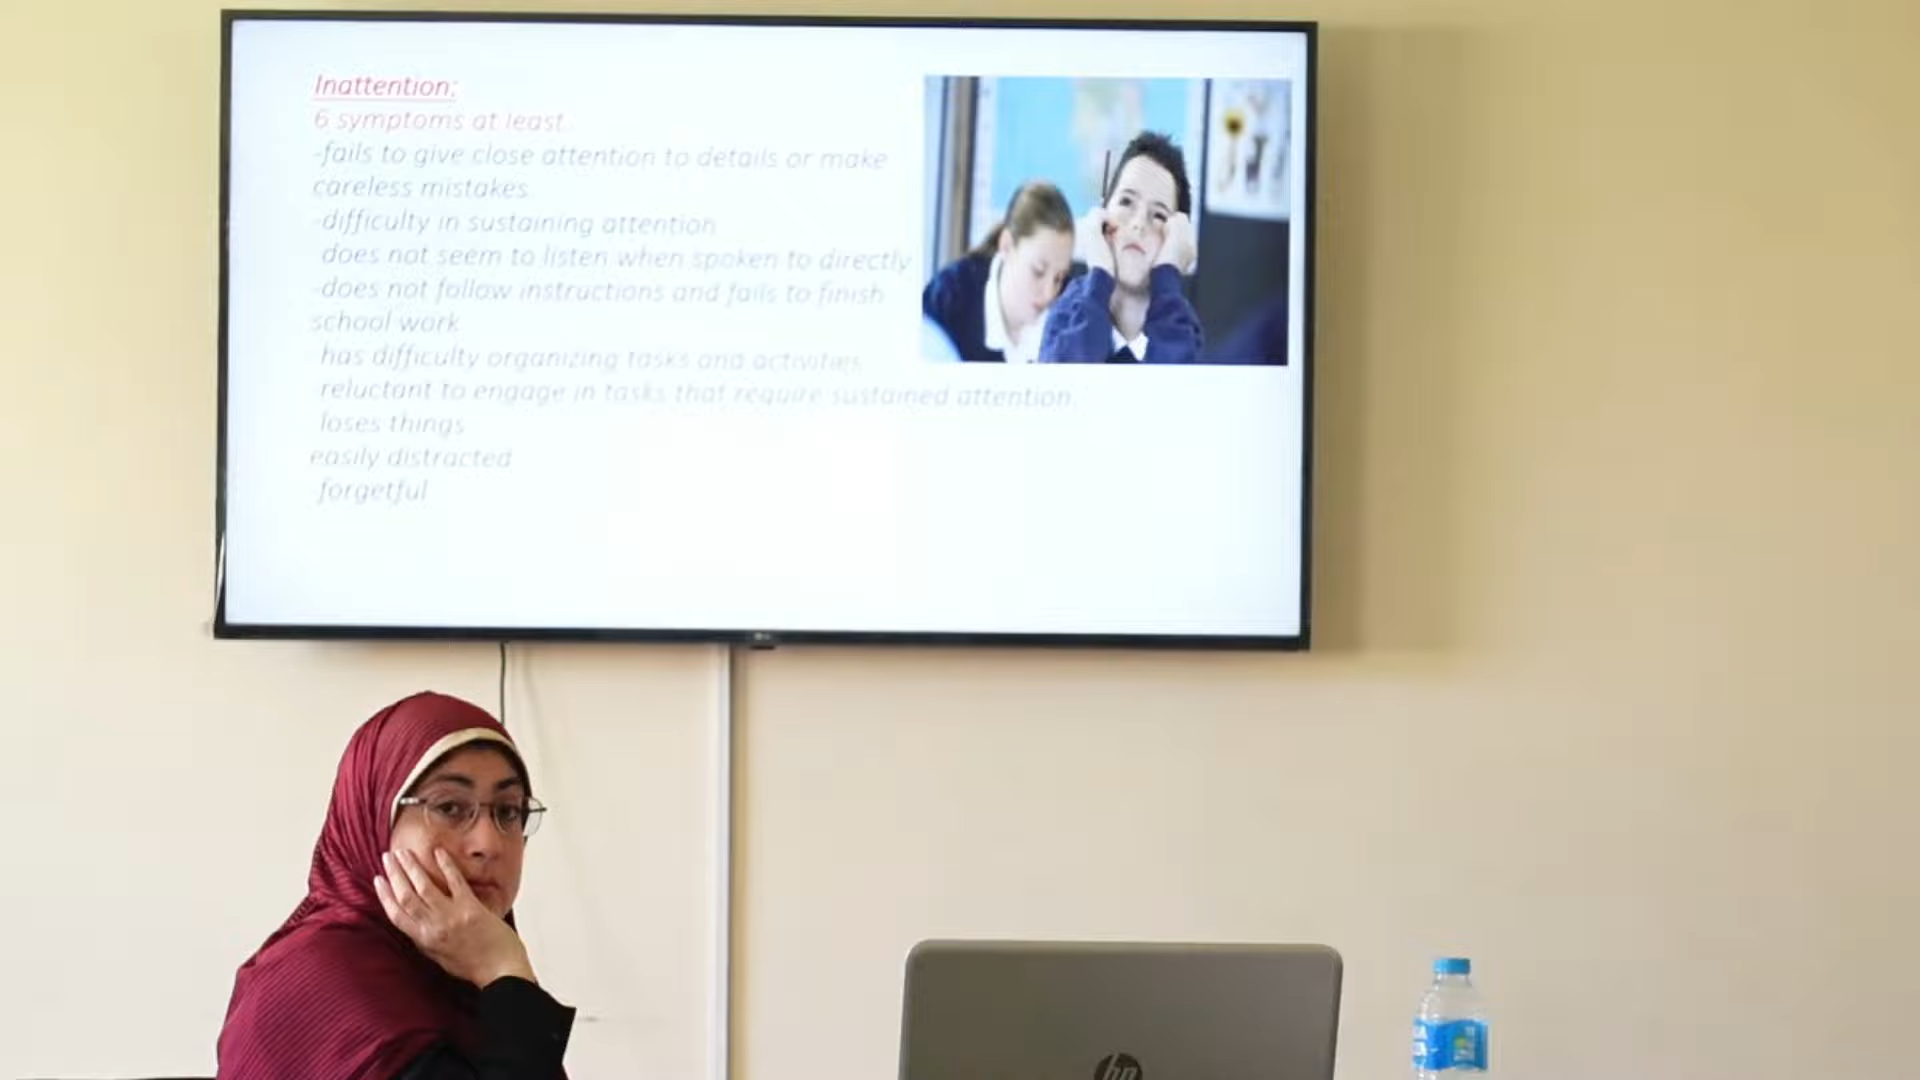 Inattention:
6 symptoms at least.
-fails to give close attention to details or make
careless mistakes.
-difficulty in sustaining attention
does not seem to listen when spoken to directly
-does not follow instructions and fails to finish
school work
has difficulty organizing tasks and activities
reluctant to engage in tasks that require sustained attention.
loses things
easily distracted
forgetful
LG
hp